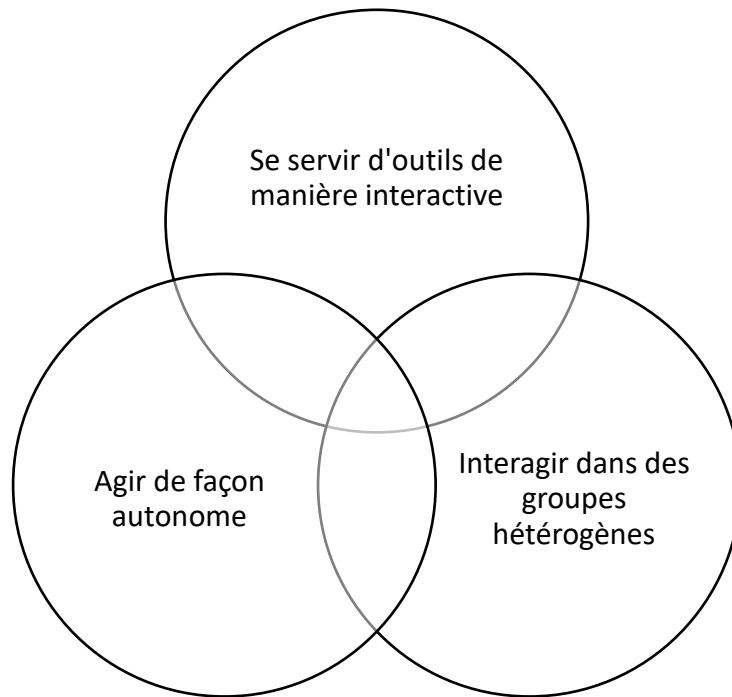 Se servir d'outils de
manière interactive
Agir de façon
autonome
Interagir dans des
groupes
hétérogènes